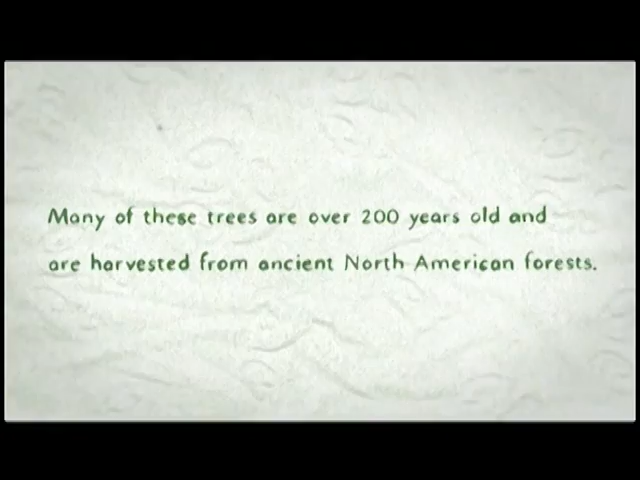 Many of these trees are over 200 years old and
are harvested from ancient North American forests.